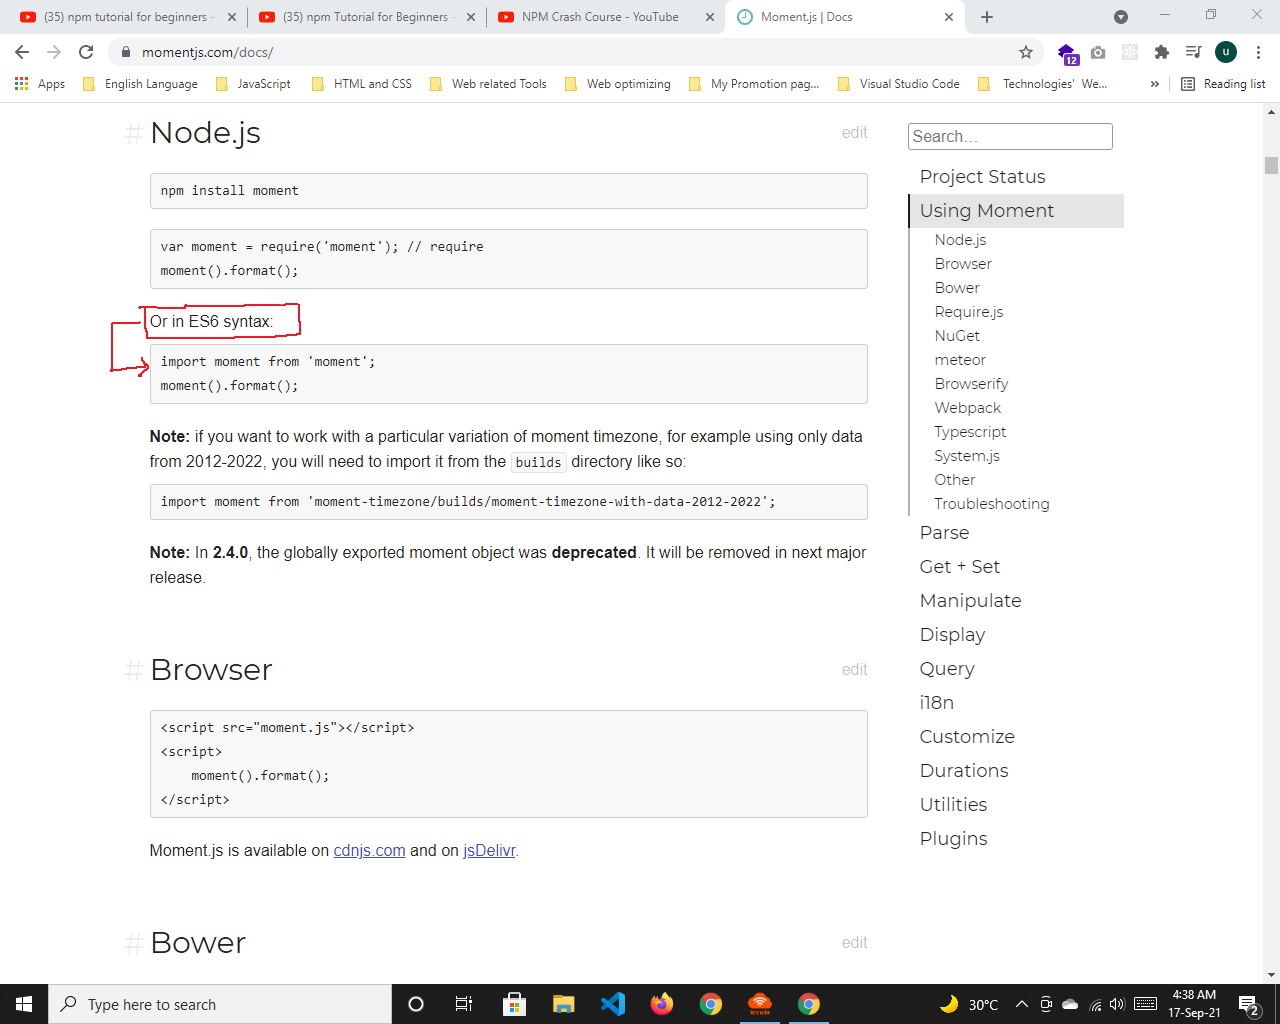 (35) npm tutorial for beginners -
(35) npm Tutorial for Beginners -
NPM Crash Course - YouTube
Moment.js | Docs
momentjs.com/docs/
12
u
Apps
English Language
JavaScript
HTML and CSS
Web related Tools
Web optimizing
My Promotion pag...
Visual Studio Code
Technologies' We...
»
Reading list
# Node.js
edit
npm install moment
var moment = require('moment'); // require
moment().format();
Or in ES6 syntax:
import moment from 'moment';
moment().format();
Note: if you want to work with a particular variation of moment timezone, for example using only data
from 2012-2022, you will need to import it from the builds directory like so:
import moment from 'moment-timezone/builds/moment-timezone-with-data-2012-2022';
Note: In 2.4.0, the globally exported moment object was deprecated. It will be removed in next major
release.
# Browser
edit
<script src="moment.js"></script>
<script>
    moment().format();
</script>
Moment.js is available on cdnjs.com and on jsDelivr.
# Bower
edit
Search...
Project Status
Using Moment
Node.js
Browser
Bower
Require.js
NuGet
meteor
Browserify
Webpack
Typescript
System.js
Other
Troubleshooting
Parse
Get + Set
Manipulate
Display
Query
i18n
Customize
Durations
Utilities
Plugins
Type here to search
30°C
4:38 AM
17-Sep-21
2